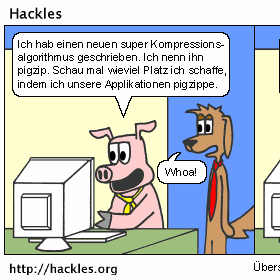 Hackles
Ich hab einen neuen super Kompressions-
algorithmus geschrieben. Ich nenn ihn
pigzip. Schau mal wieviel Platz ich schaffe,
indem ich unsere Applikationen pigzippe.
Whoa!
http://hackles.org
Übers